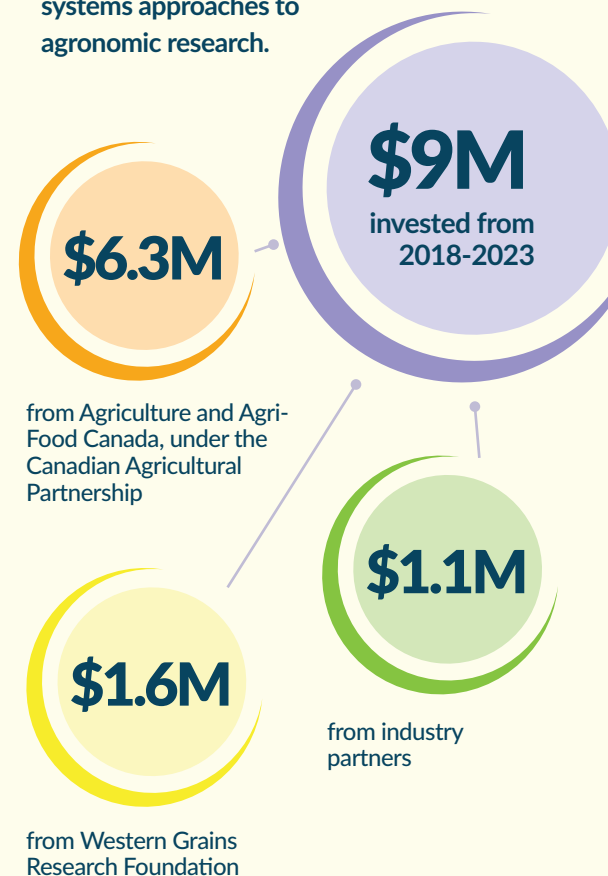 systems approaches to
agronomic research.
$9M
invested from
2018-2023
$6.3M
from Agriculture and Agri-
Food Canada, under the
Canadian Agricultural
Partnership
$1.1M
from industry
partners
$1.6M
from Western Grains
Research Foundation